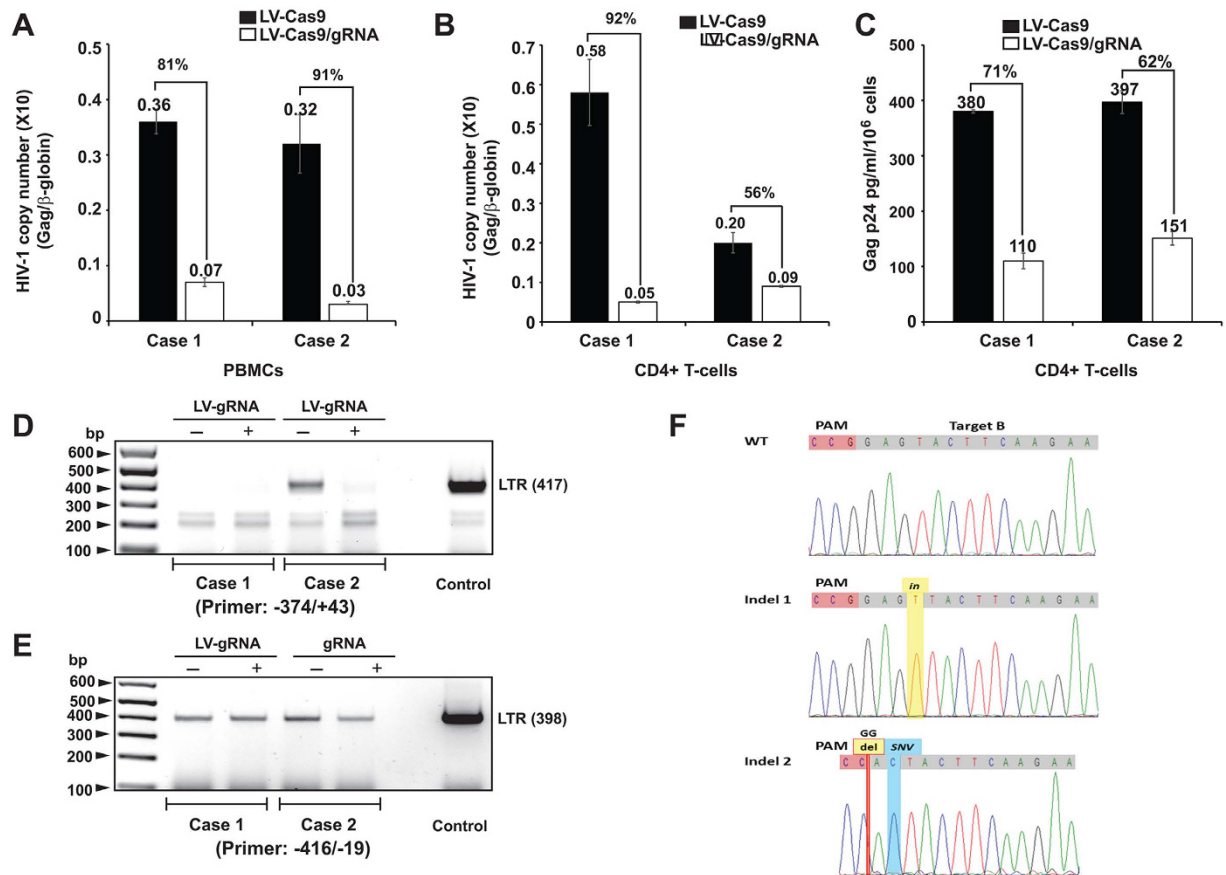 A
LV-Cas9
LV-Cas9/gRNA
HIV-1 copy number (X10)
(Gag/β-globin)
0.4
0.3
0.2
0.1
0
81%
0.36
0.07
91%
0.32
0.03
Case 1
Case 2
PBMCs
B
LV-Cas9
LV-Cas9/gRNA
HIV-1 copy number (X10)
(Gag/β-globin)
0.7
0.6
0.5
0.4
0.3
0.2
0.1
0
92%
0.58
0.05
56%
0.20
0.09
Case 1
Case 2
CD4+ T-cells
C
LV-Cas9
LV-Cas9/gRNA
Gag p24 pg/ml/10⁶ cells
500
400
300
200
100
0
71%
380
110
62%
397
151
Case 1
Case 2
CD4+ T-cells
D
LV-gRNA
LV-gRNA
bp
− + − +
600
500
400
300
200
100
LTR (417)
Case 1
Case 2
Control
(Primer: -374/+43)
E
LV-gRNA
gRNA
bp
− + − +
600
500
400
300
200
100
LTR (398)
Case 1
Case 2
Control
(Primer: -416/-19)
F
WT
PAM
Target B
C C G G A G T A C T T C A A G A A
Indel 1
PAM
in
C C G G A G T T A C T T C A A G A A
Indel 2
PAM
GG
del
SNV
C C A C T A C T T C A A G A A